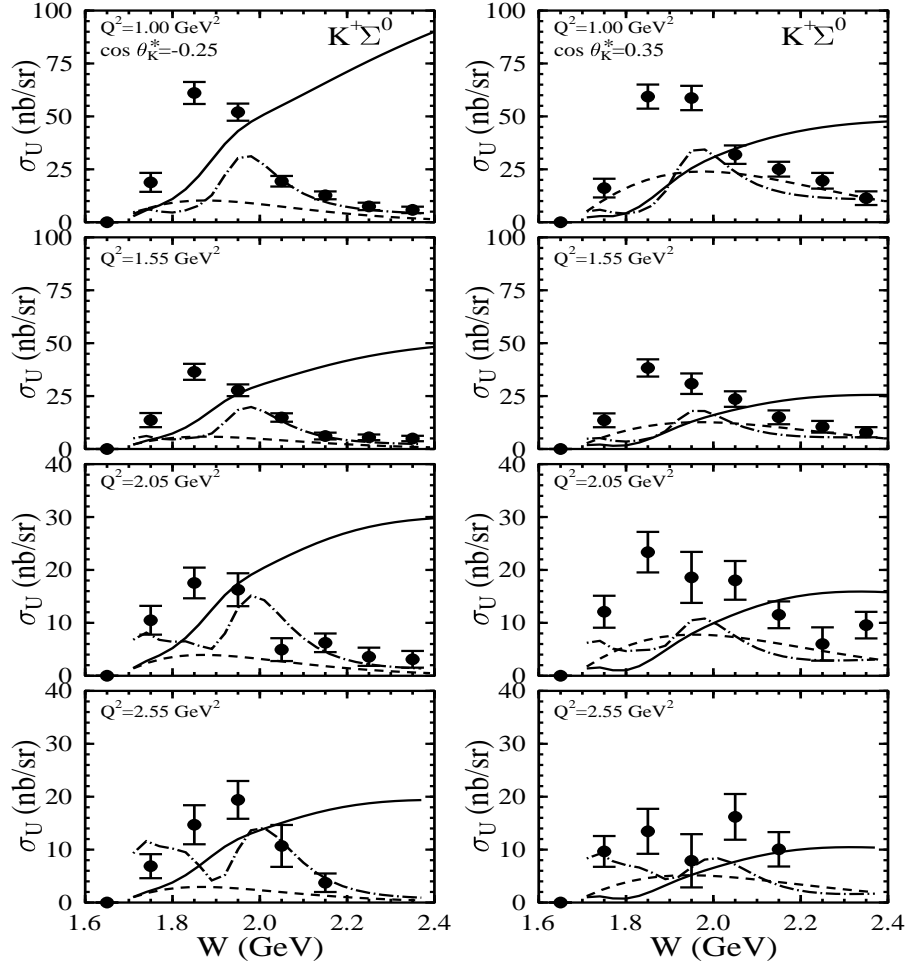 Q²=1.00 GeV²
cos θ*K=-0.25
K⁺Σ⁰
σU (nb/sr)
100
75
50
25
0
Q²=1.00 GeV²
cos θ*K=0.35
K⁺Σ⁰
σU (nb/sr)
100
75
50
25
0
Q²=1.55 GeV²
σU (nb/sr)
100
75
50
25
0
Q²=1.55 GeV²
σU (nb/sr)
100
75
50
25
0
Q²=2.05 GeV²
σU (nb/sr)
40
30
20
10
0
Q²=2.05 GeV²
σU (nb/sr)
40
30
20
10
0
Q²=2.55 GeV²
σU (nb/sr)
40
30
20
10
0
Q²=2.55 GeV²
σU (nb/sr)
40
30
20
10
0
1.6 1.8 2.0 2.2 2.4
W (GeV)
1.6 1.8 2.0 2.2 2.4
W (GeV)